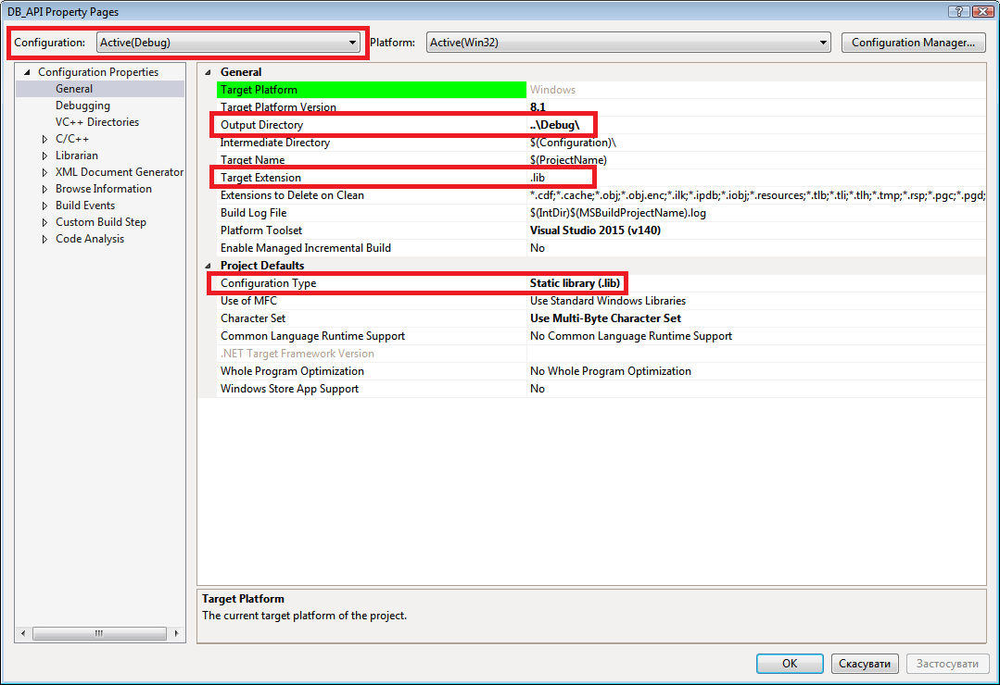 DB_API Property Pages
Configuration: Active(Debug) Platform: Active(Win32) Configuration Manager...
Configuration Properties
General
Debugging
VC++ Directories
C/C++
Librarian
XML Document Generator
Browse Information
Build Events
Custom Build Step
Code Analysis
General
Target Platform Windows
Target Platform Version 8.1
Output Directory ..\Debug\
Intermediate Directory $(Configuration)\
Target Name $(ProjectName)
Target Extension .lib
Extensions to Delete on Clean *.cdf;*.cache;*.obj;*.obj.enc;*.ilk;*.ipdb;*.iobj;*.resources;*.tlb;*.tli;*.tlh;*.tmp;*.rsp;*.pgc;*.pgd;
Build Log File $(IntDir)$(MSBuildProjectName).log
Platform Toolset Visual Studio 2015 (v140)
Enable Managed Incremental Build No
Project Defaults
Configuration Type Static library (.lib)
Use of MFC Use Standard Windows Libraries
Character Set Use Multi-Byte Character Set
Common Language Runtime Support No Common Language Runtime Support
.NET Target Framework Version
Whole Program Optimization No Whole Program Optimization
Windows Store App Support No
Target Platform
The current target platform of the project.
OK Скасувати Застосувати